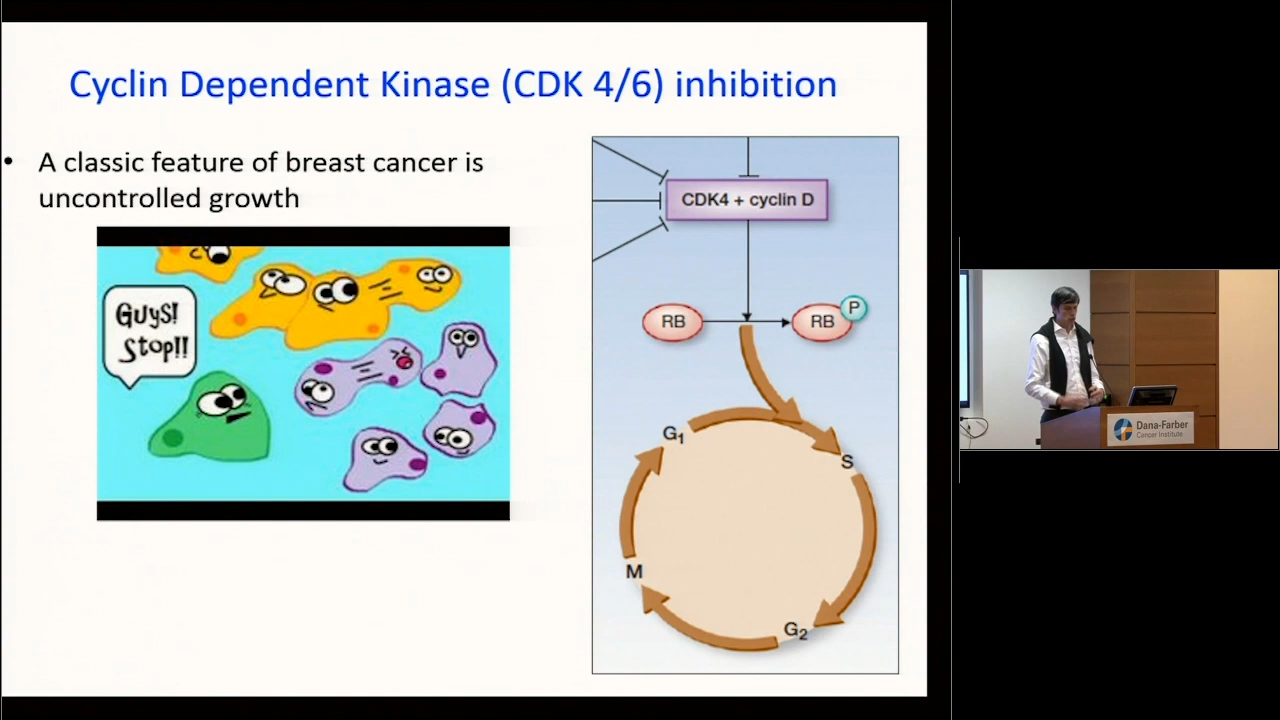 Cyclin Dependent Kinase (CDK 4/6) inhibition
• A classic feature of breast cancer is
uncontrolled growth
GUYS!
STOP!!
CDK4 + cyclin D
RB
RB
P
G1
S
M
G2
Dana-Farber
Cancer Institute